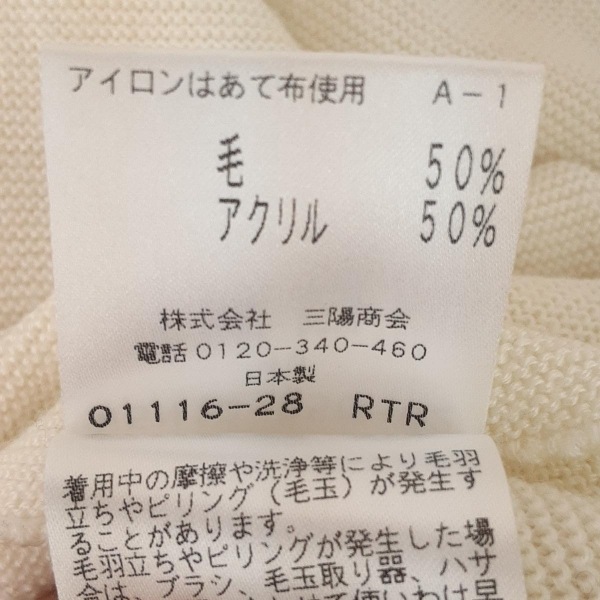 アイロンはあて布使用 A-1
毛 50%
アクリル 50%
株式会社 三陽商会
電話0120-340-460
日本製
01116-28 RTR
着用中の摩擦や洗浄等により毛羽
立ちやピリング(毛玉)が発生す
ることがあります。
毛羽立ちやピリングが発生した場
合は、ブラシ、毛玉取り器、ハサ